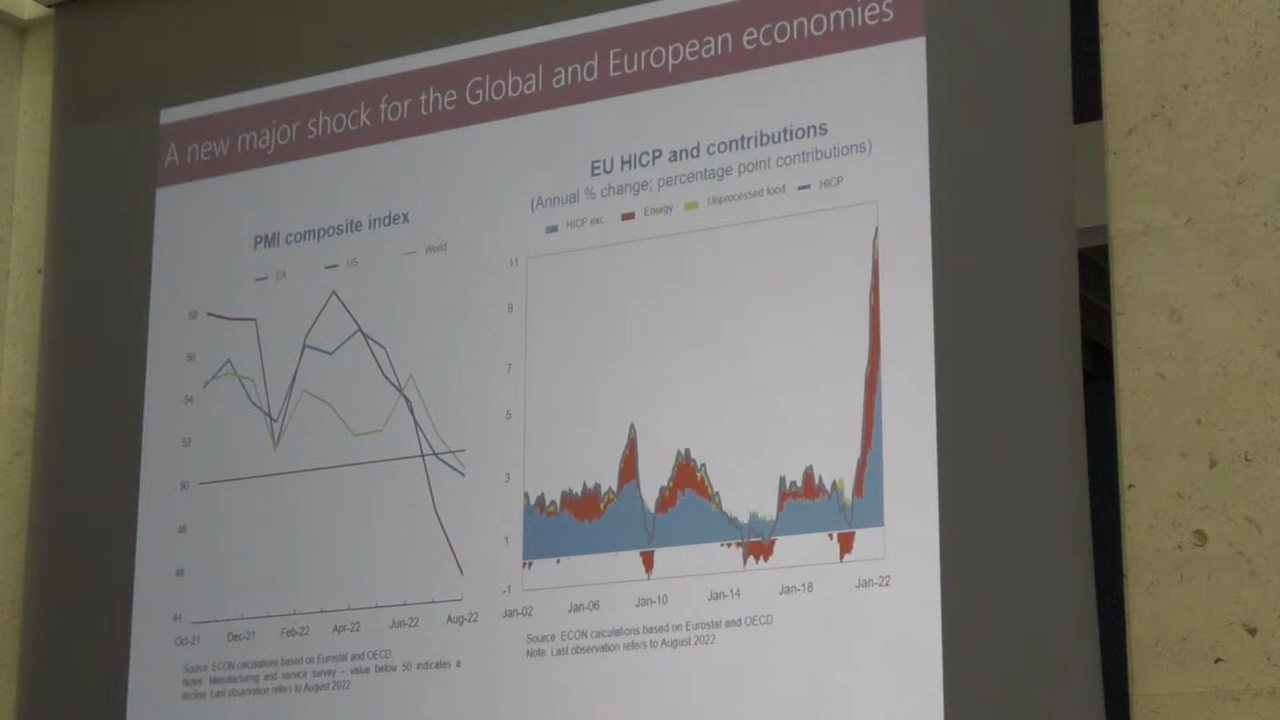 A new major shock for the Global and European economies
PMI composite index
EA US World
58
56
54
52
50
48
46
44
Oct-21 Dec-21 Feb-22 Apr-22 Jun-22 Aug-22
Source: ECON calculations based on Eurostat and OECD.
Notes: Manufacturing and service survey – value below 50 indicates a
decline. Last observation refers to August 2022
EU HICP and contributions
(Annual % change; percentage point contributions)
HICP exc. Energy Unprocessed food HICP
11
9
7
5
3
1
-1
Jan-02 Jan-06 Jan-10 Jan-14 Jan-18 Jan-22
Source: ECON calculations based on Eurostat and OECD
Note: Last observation refers to August 2022